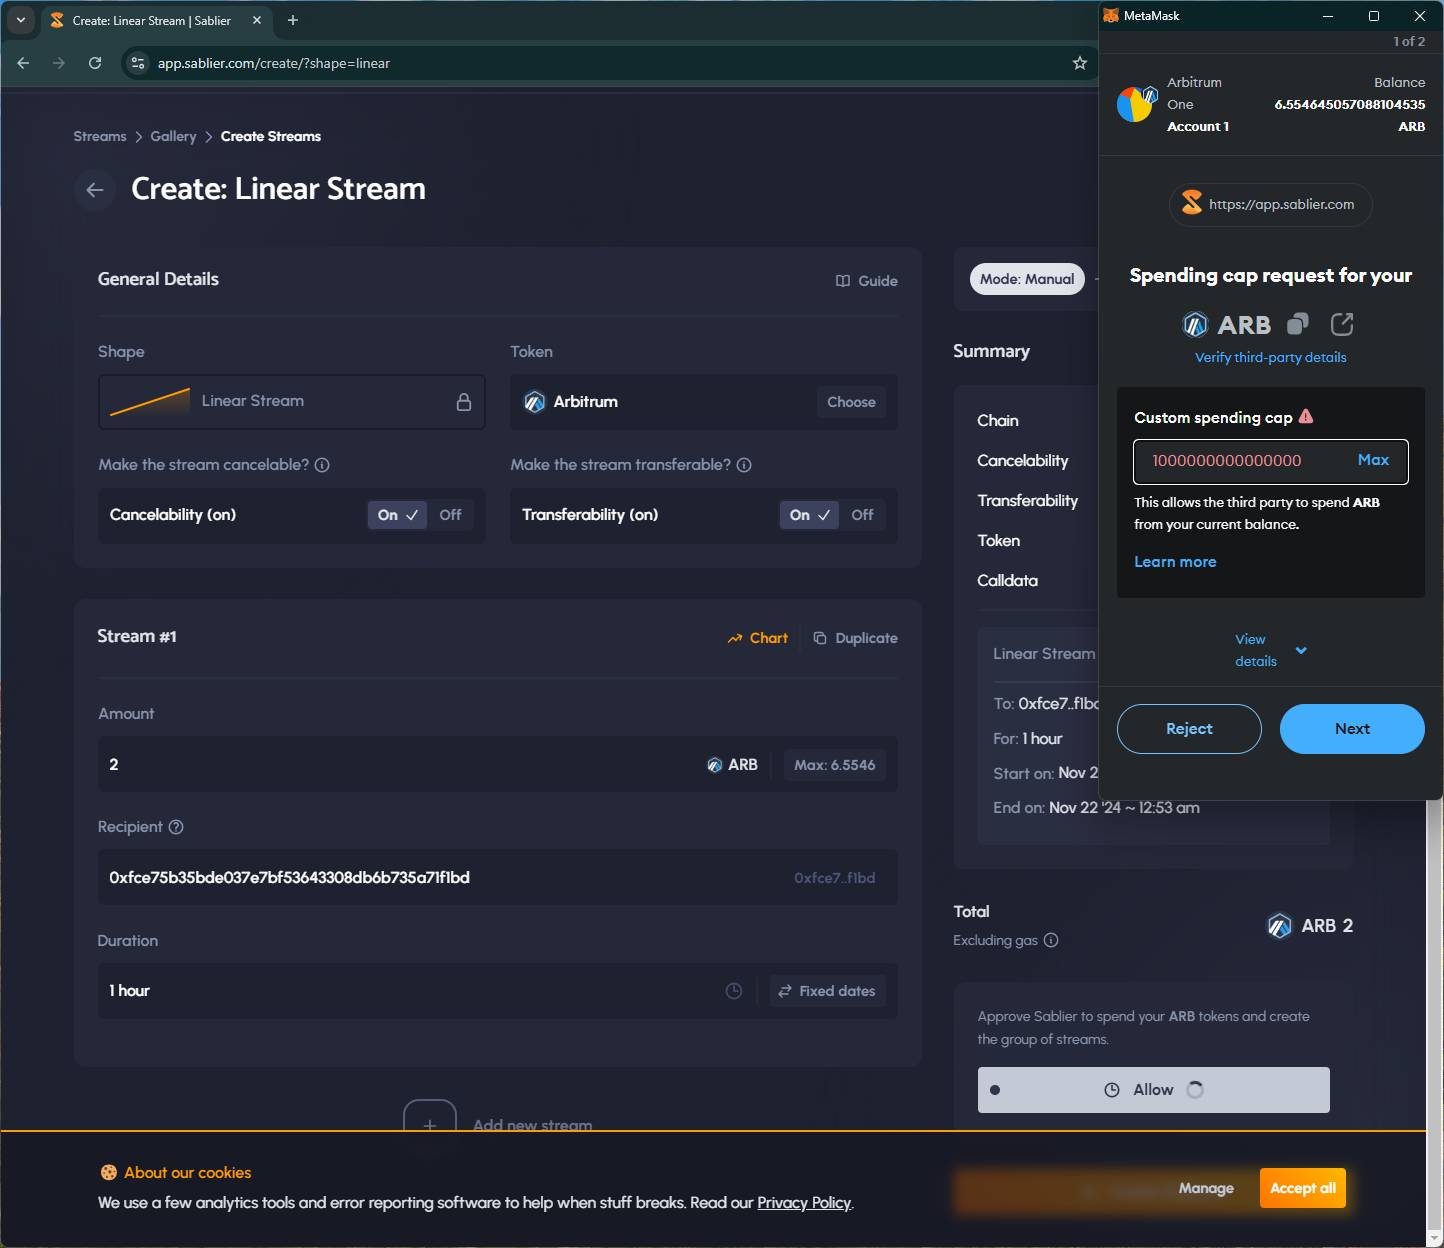 Create: Linear Stream | Sablier
app.sablier.com/create/?shape=linear
Streams > Gallery > Create Streams
Create: Linear Stream
General Details
Guide
Shape
Token
Linear Stream
Arbitrum
Choose
Make the stream cancelable?
Make the stream transferable?
Cancelability (on)
On
Off
Transferability (on)
On
Off
Stream #1
Chart
Duplicate
Amount
2
ARB
Max: 6.5546
Recipient
0xfce75b35bde037e7bf53643308db6b735a71f1bd
0xfce7..f1bd
Duration
1 hour
Fixed dates
Add new stream
Mode: Manual
Summary
Chain
Cancelability
Transferability
Token
Calldata
Linear Stream
To: 0xfce7..f1bd
For: 1 hour
Start on: Nov 2
End on: Nov 22 '24 ~ 12:53 am
Total
Excluding gas
ARB 2
Approve Sablier to spend your ARB tokens and create
the group of streams.
Allow
About our cookies
We use a few analytics tools and error reporting software to help when stuff breaks. Read our Privacy Policy.
Manage
Accept all
MetaMask
1 of 2
Arbitrum
One
Account 1
Balance
6.554645057088104535
ARB
https://app.sablier.com
Spending cap request for your
ARB
Verify third-party details
Custom spending cap
1000000000000000
Max
This allows the third party to spend ARB
from your current balance.
Learn more
View
details
Reject
Next